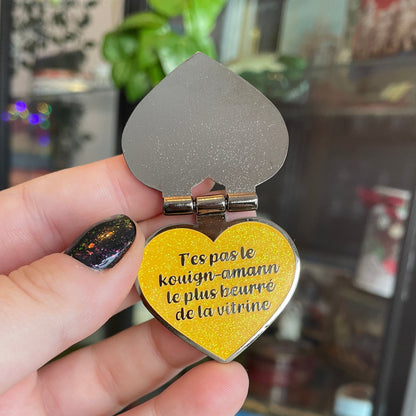 T'es pas le
kouign-amann
le plus beurré
de la vitrine